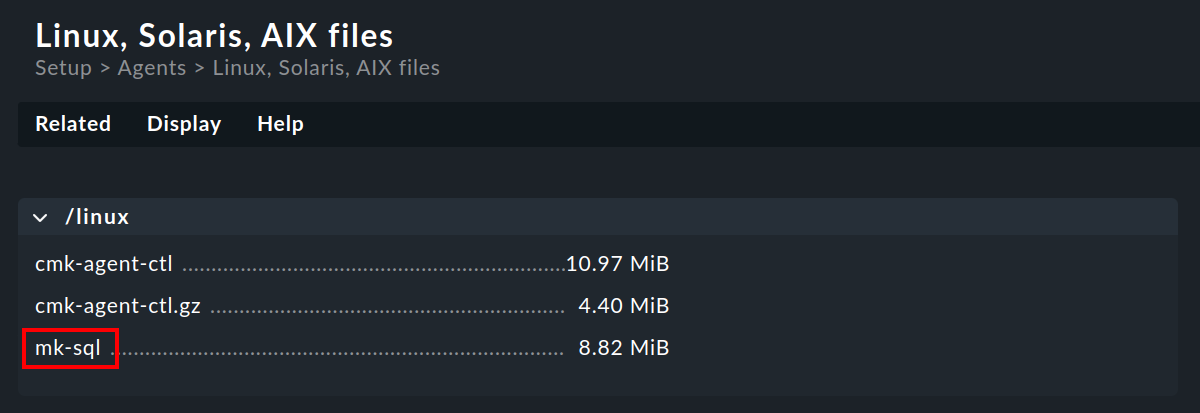 Linux, Solaris, AIX files
Setup > Agents > Linux, Solaris, AIX files
Related Display Help
/linux
cmk-agent-ctl 10.97 MiB
cmk-agent-ctl.gz 4.40 MiB
mk-sql 8.82 MiB